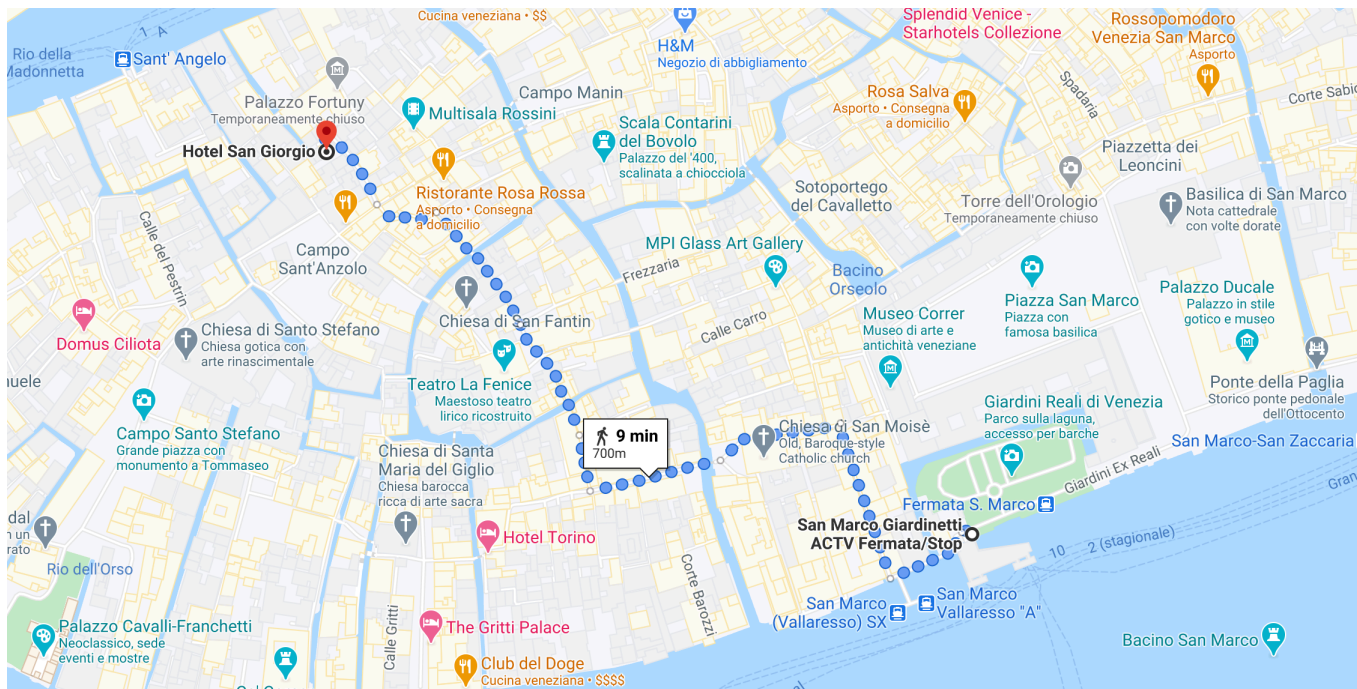 Cucina veneziana • $$
Splendid Venice -
Starhotels Collezione
Rossopomodoro
Venezia San Marco
Asporto
1
A
Rio della
Madonnetta
Sant' Angelo
H&M
Negozio di abbigliamento
Spadaria
Palazzo Fortuny
Temporaneamente chiuso
Campo Manin
Rosa Salva
Asporto • Consegna
a domicilio
Corte Sabio
Multisala Rossini
Scala Contarini
del Bovolo
Palazzo del '400,
scalinata a chiocciola
Hotel San Giorgio
Piazzetta dei
Leoncini
Ristorante Rosa Rossa
Asporto • Consegna
a domicilio
Sotoportego
del Cavalletto
Torre dell'Orologio
Temporaneamente chiuso
Basilica di San Marco
Nota cattedrale
con volte dorate
Calle del Pestrin
Campo
Sant'Anzolo
MPI Glass Art Gallery
Frezzaria
Bacino
Orseolo
Piazza San Marco
Piazza con
famosa basilica
Palazzo Ducale
Palazzo in stile
gotico e museo
Domus Ciliota
Chiesa di Santo Stefano
Chiesa gotica con
arte rinascimentale
Chiesa di San Fantin
Calle Carro
Museo Correr
Museo di arte e
antichità veneziane
uele
Teatro La Fenice
Maestoso teatro
lirico ricostruito
Ponte della Paglia
Storico ponte pedonale
dell'Ottocento
Campo Santo Stefano
Grande piazza con
monumento a Tommaseo
9 min
700m
Chiesa di San Moisè
Old, Baroque-style
Catholic church
Giardini Reali di Venezia
Parco sulla laguna,
accesso per barche
San Marco-San Zaccaria
Chiesa di Santa
Maria del Giglio
Chiesa barocca
ricca di arte sacra
Giardini Ex Reali
Gran
Fermata S. Marco
dal
n un
rato
Hotel Torino
San Marco Giardinetti
ACTV Fermata/Stop
10
2 (stagionale)
Rio dell'Orso
Corte Barozzi
San Marco
(Vallaresso) SX
San Marco
Vallaresso "A"
Palazzo Cavalli-Franchetti
Neoclassico, sede
eventi e mostre
Calle Gritti
The Gritti Palace
Bacino San Marco
Club del Doge
Cucina veneziana • $$$$